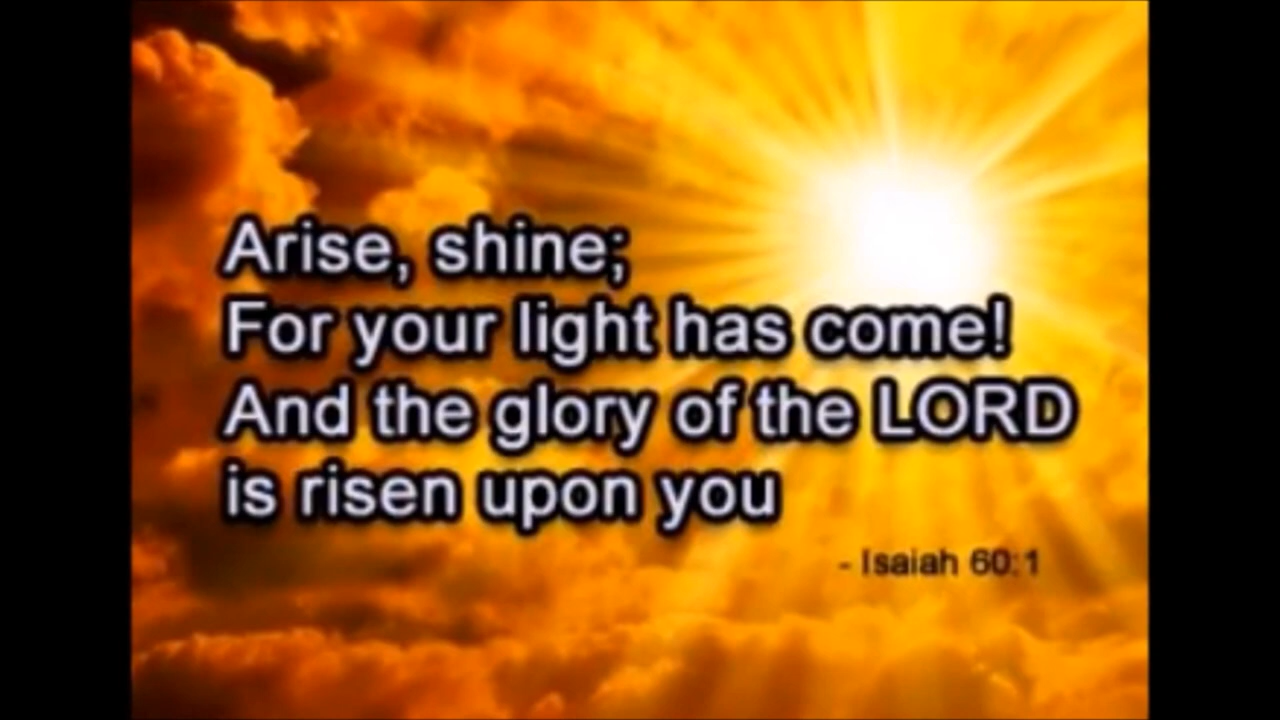 Arise, shine;
For your light has come!
And the glory of the LORD
is risen upon you
- Isaiah 60:1